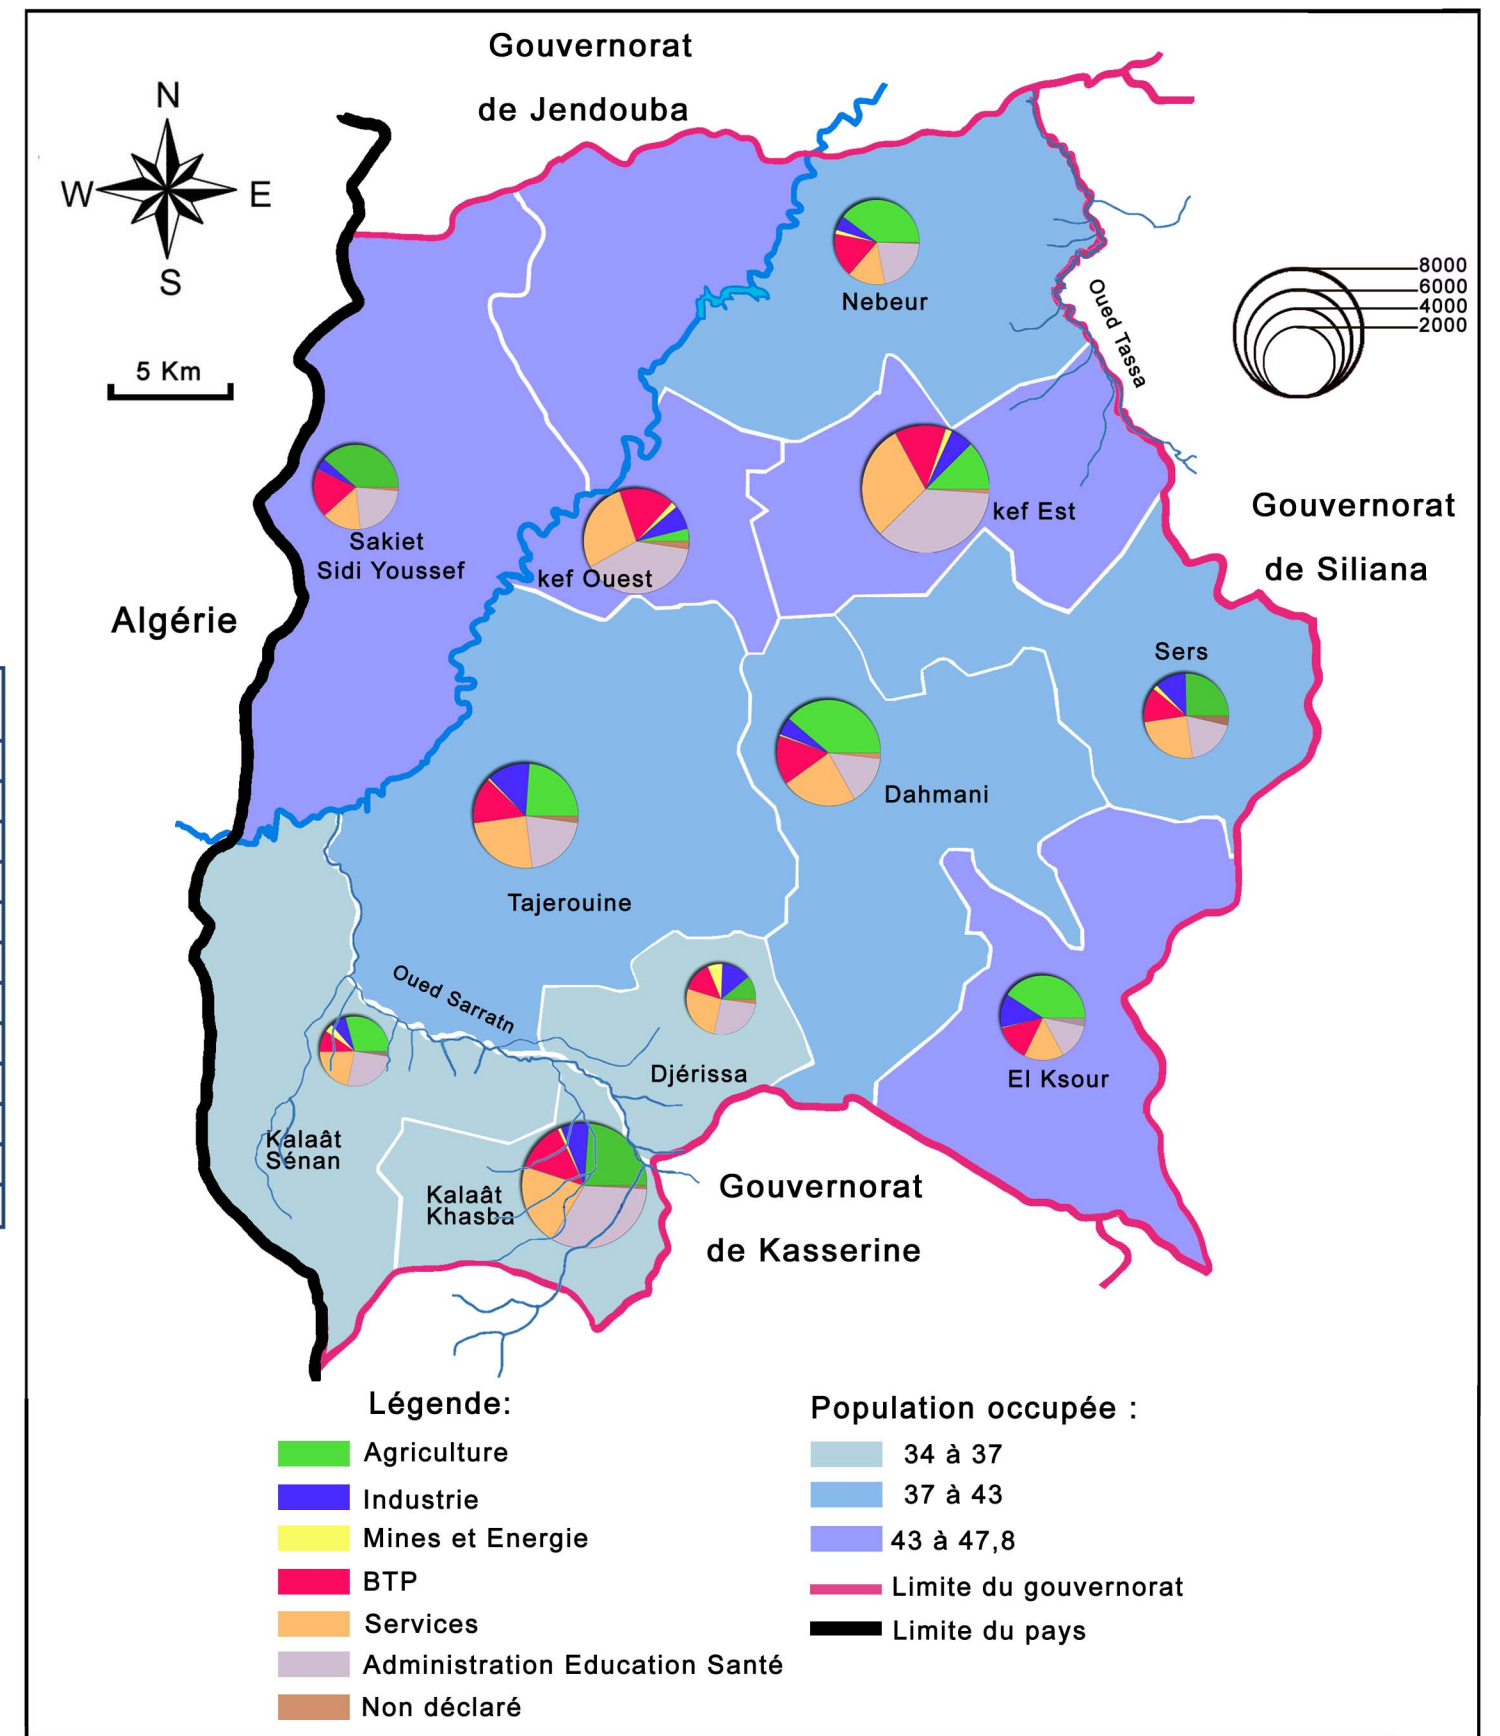 Gouvernorat
de Jendouba
N
W
E
S
8000
6000
4000
2000
Nebeur
Oued Tassa
5 Km
Gouvernorat
de Siliana
kef Est
Sakiet
Sidi Youssef
kef Ouest
Algérie
Sers
Dahmani
Tajerouine
Oued Sarratn
Djérissa
El Ksour
Kalaât
Sénan
Kalaât
Khasba
Gouvernorat
de Kasserine
Légende:
Agriculture
Industrie
Mines et Energie
BTP
Services
Administration Education Santé
Non déclaré
Population occupée :
34 à 37
37 à 43
43 à 47,8
Limite du gouvernorat
Limite du pays